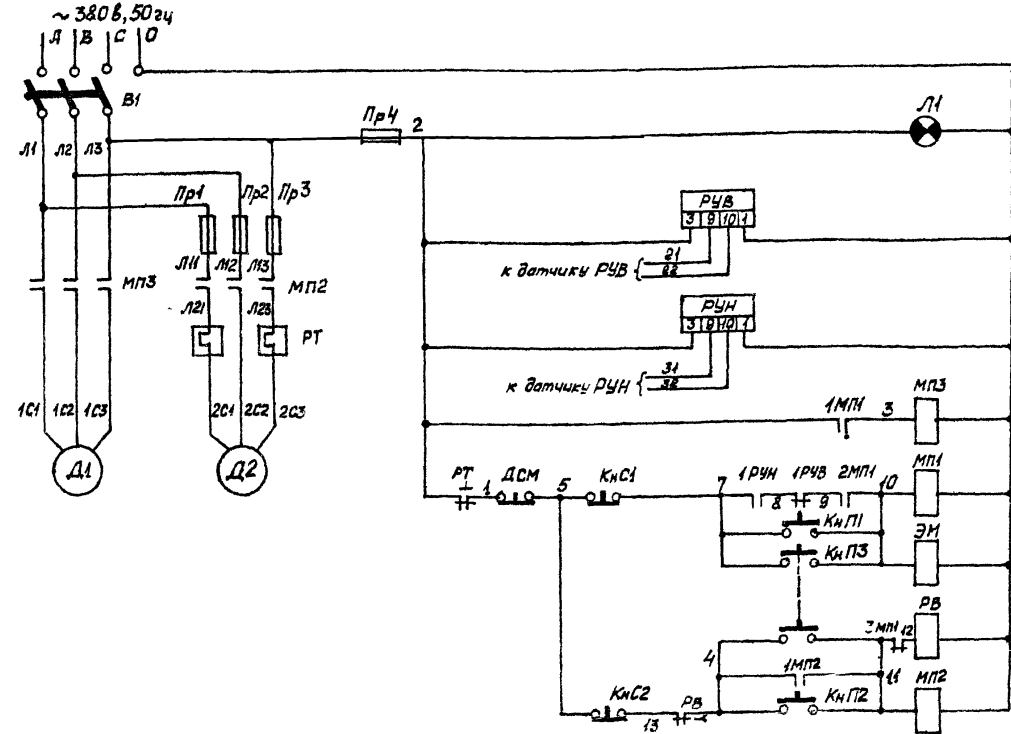 ~ 380 в, 50 гц
А В С О
В1
Пр4 2 Л1
Л1 Л2 Л3
Пр1 Пр2 Пр3
РУВ
3 9 10 1
21
22
к датчику РУВ
Л11 Л12 Л13
МП3 МП2
РУН
3 9 10 1
Л21 Л23
РТ
31
32
к датчику РУН
МП3
1МП1 3
1С1 1С2 1С3 2С1 2С2 2С3
Д1 Д2
РТ 1 ДСМ 5 КнС1 7 1РУН 8 1РУВ 9 2МП1 10 МП1
КнП1
ЭМ
КнП3
РВ
3МП1 12
4
1МП2 11 МП2
КнС2 13 РВ КнП2